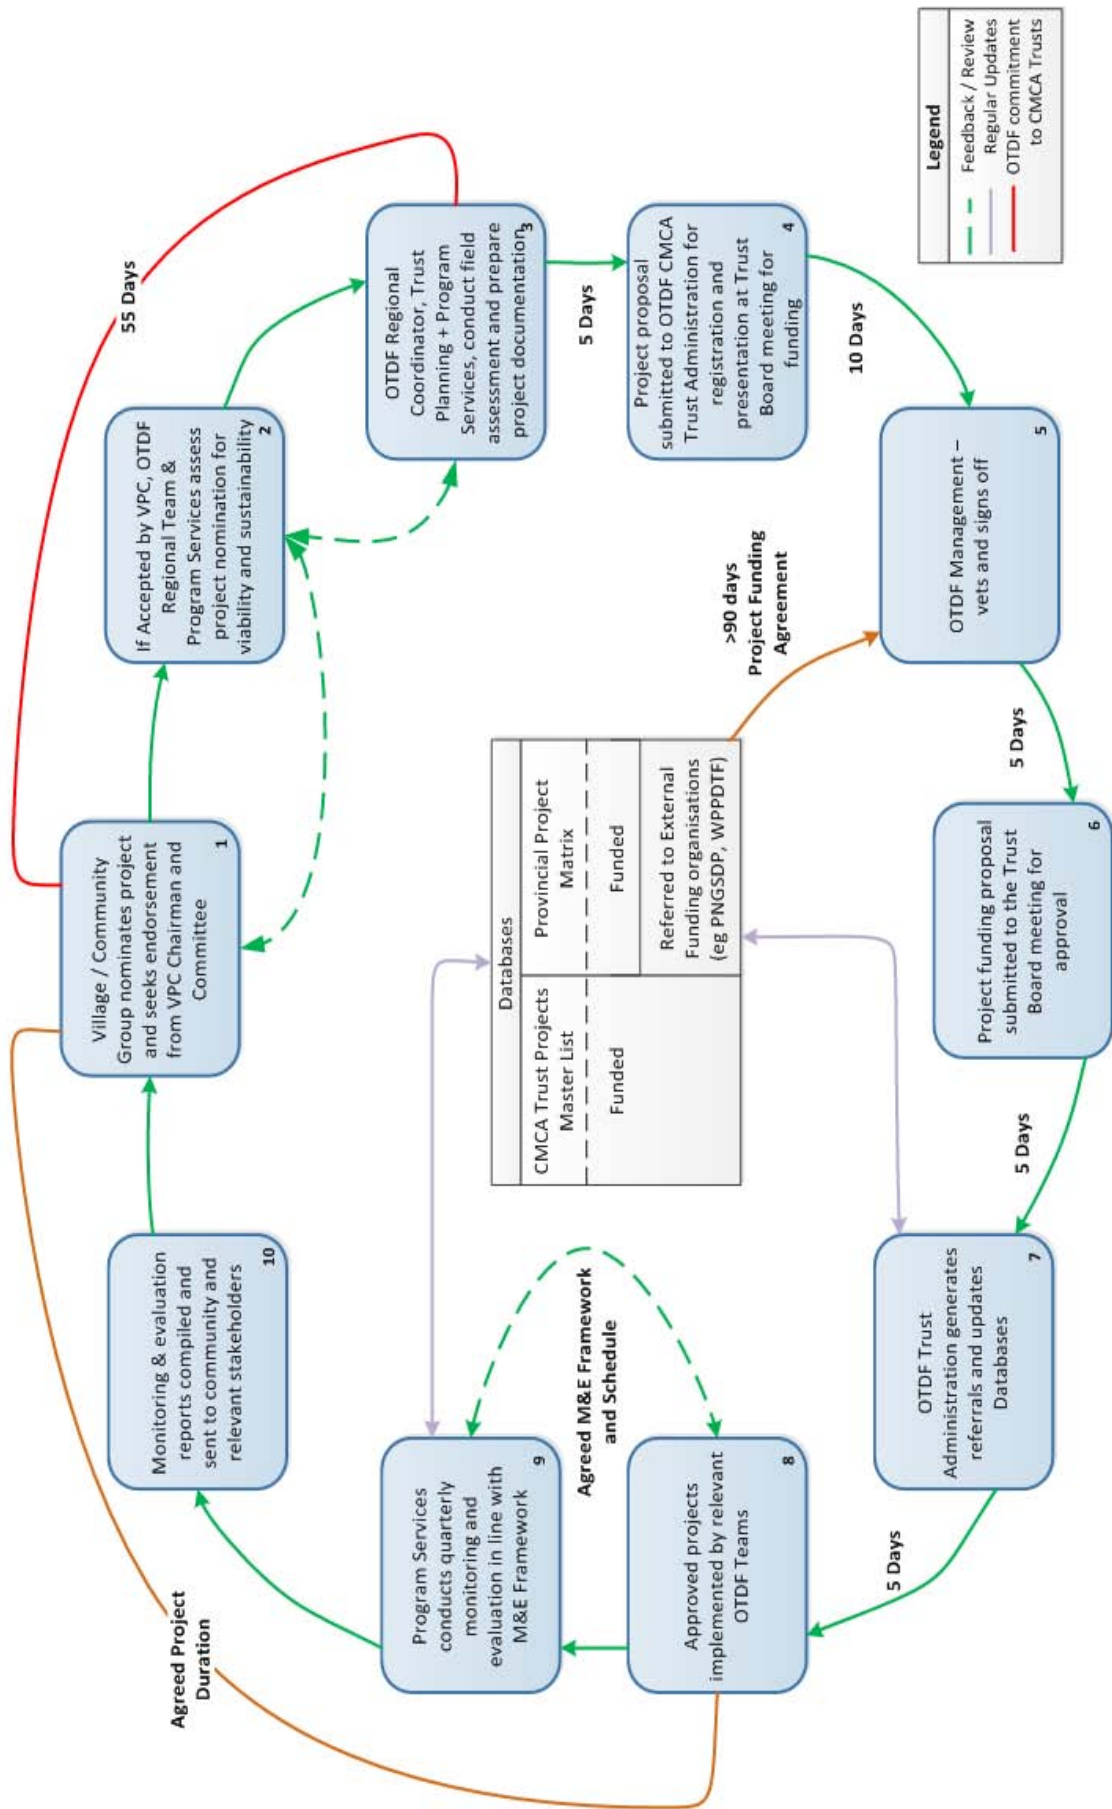 Village / Community
Group nominates project
and seeks endorsement
from VPC Chairman and
Committee
1
If Accepted by VPC, OTDF
Regional Team &
Program Services assess
project nomination for
viability and sustainability
2
55 Days
OTDF Regional
Coordinator, Trust
Planning + Program
Services, conduct field
assessment and prepare
project documentation
3
5 Days
Project proposal
submitted to OTDF CMCA
Trust Administration for
registration and
presentation at Trust
Board meeting for
funding
4
10 Days
OTDF Management –
vets and signs off
5
5 Days
Project funding proposal
submitted to the Trust
Board meeting for
approval
6
5 Days
OTDF Trust
Administration generates
referrals and updates
Databases
7
5 Days
Approved projects
implemented by relevant
OTDF Teams
8
Program Services
conducts quarterly
monitoring and
evaluation in line with
M&E Framework
9
Monitoring & evaluation
reports compiled and
sent to community and
relevant stakeholders
10
Agreed Project
Duration
Agreed M&E Framework
and Schedule
Databases
CMCA Trust Projects
Master List
Funded
Provincial Project
Matrix
Funded
Referred to External
Funding organisations
(eg PNGSDP, WPPDTF)
>90 days
Project Funding
Agreement
Legend
Feedback / Review
Regular Updates
OTDF commitment
to CMCA Trusts